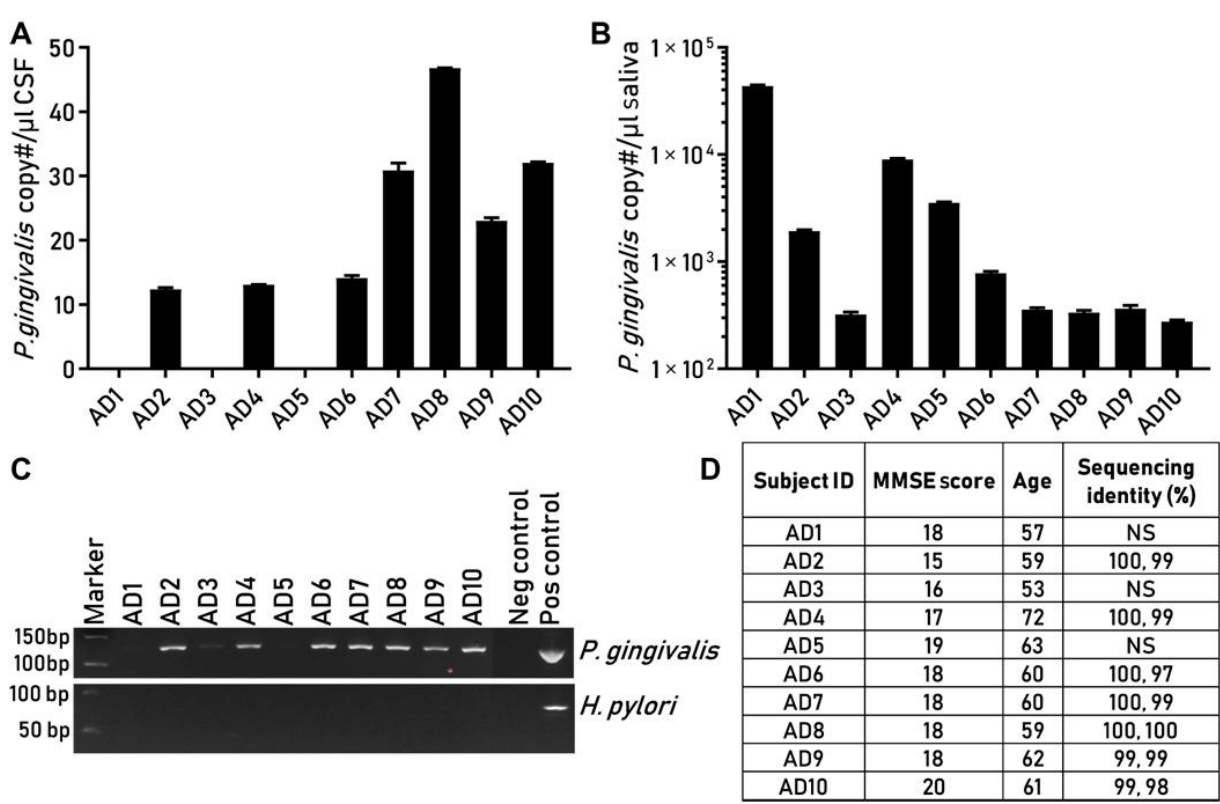 A
P.gingivalis copy#/µl CSF
50
40
30
20
10
0
AD1
AD2
AD3
AD4
AD5
AD6
AD7
AD8
AD9
AD10
B
P. gingivalis copy#/µl saliva
1 × 10⁵
1 × 10⁴
1 × 10³
1 × 10²
AD1
AD2
AD3
AD4
AD5
AD6
AD7
AD8
AD9
AD10
C
Marker
AD1
AD2
AD3
AD4
AD5
AD6
AD7
AD8
AD9
AD10
Neg control
Pos control
150bp
100bp
P. gingivalis
100 bp
50 bp
H. pylori
D
Subject ID MMSE score Age Sequencing identity (%)
AD1 18 57 NS
AD2 15 59 100, 99
AD3 16 53 NS
AD4 17 72 100, 99
AD5 19 63 NS
AD6 18 60 100, 97
AD7 18 60 100, 99
AD8 18 59 100, 100
AD9 18 62 99, 99
AD10 20 61 99, 98